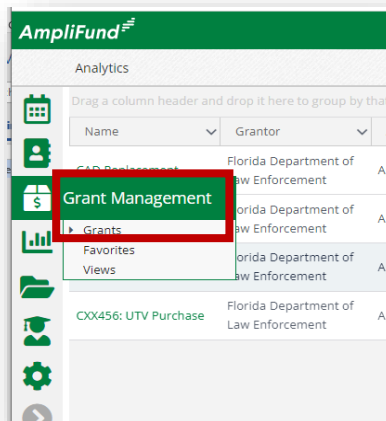 AmpliFund
Analytics
Drag a column header and drop it here to group by that
Name
Grantor
CAD Replacement
Florida Department of
Law Enforcement
Grant Management
Florida Department of
Law Enforcement
Grants
Favorites
Views
Florida Department of
Law Enforcement
CXX456: UTV Purchase
Florida Department of
Law Enforcement